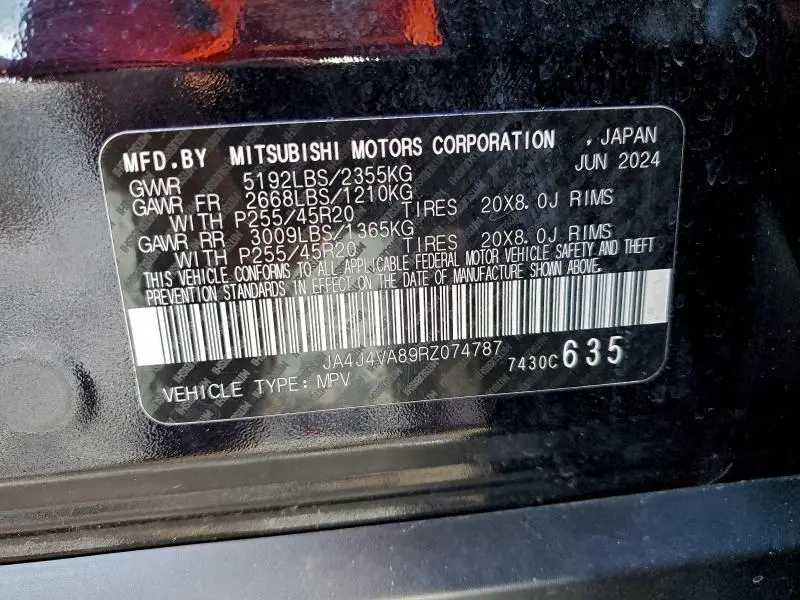 MFD.BY MITSUBISHI MOTORS CORPORATION , JAPAN
JUN 2024
GVWR 5192LBS/2355KG
GAWR FR 2668LBS/1210KG
WITH P255/45R20 TIRES 20X8.0J RIMS
GAWR RR 3009LBS/1365KG
WITH P255/45R20 TIRES 20X8.0J RIMS
THIS VEHICLE CONFORMS TO ALL APPLICABLE FEDERAL MOTOR VEHICLE SAFETY AND THEFT
PREVENTION STANDARDS IN EFFECT ON THE DATE OF MANUFACTURE SHOWN ABOVE.
JA4J4VA89RZ074787 7430C 635
VEHICLE TYPE: MPV